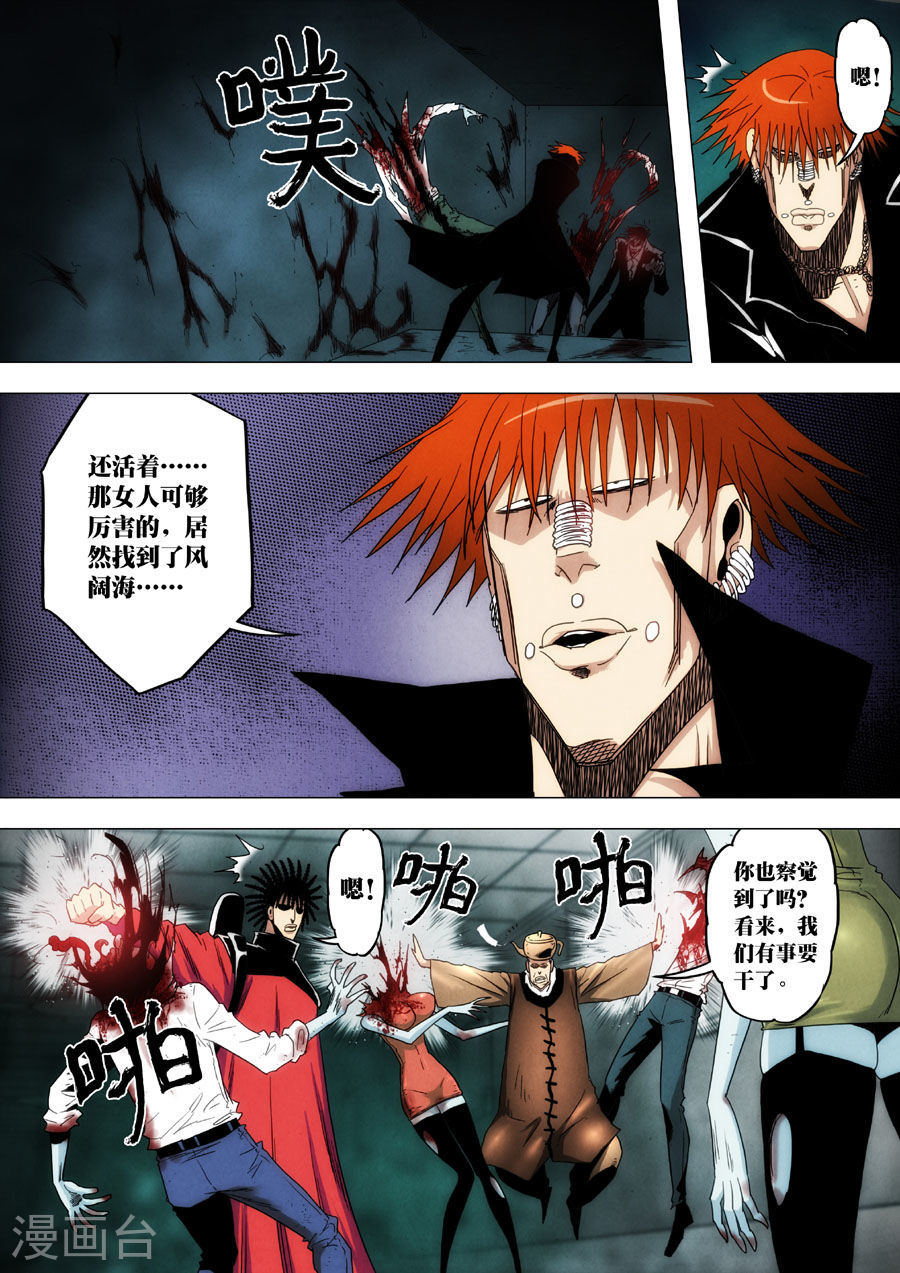 噗
嗯！
还活着……
那女人可够
厉害的，居
然找到了风
阔海……
嗯！
啪
啪
啪
你也察觉
到了吗？
看来，我
们有事要
干了。
漫画台